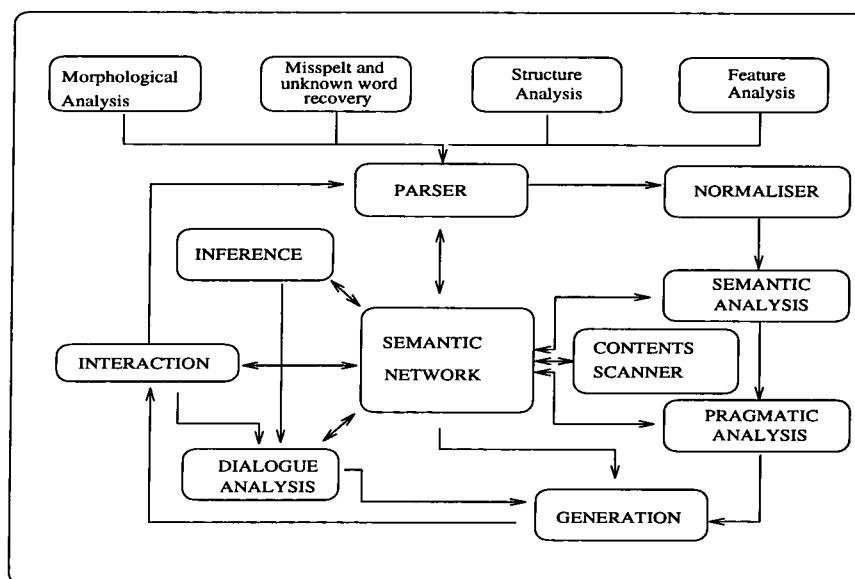 Morphological
Analysis
Misspelt and
unknown word
recovery
Structure
Analysis
Feature
Analysis
PARSER
NORMALISER
INFERENCE
SEMANTIC
ANALYSIS
SEMANTIC
NETWORK
CONTENTS
SCANNER
INTERACTION
PRAGMATIC
ANALYSIS
DIALOGUE
ANALYSIS
GENERATION